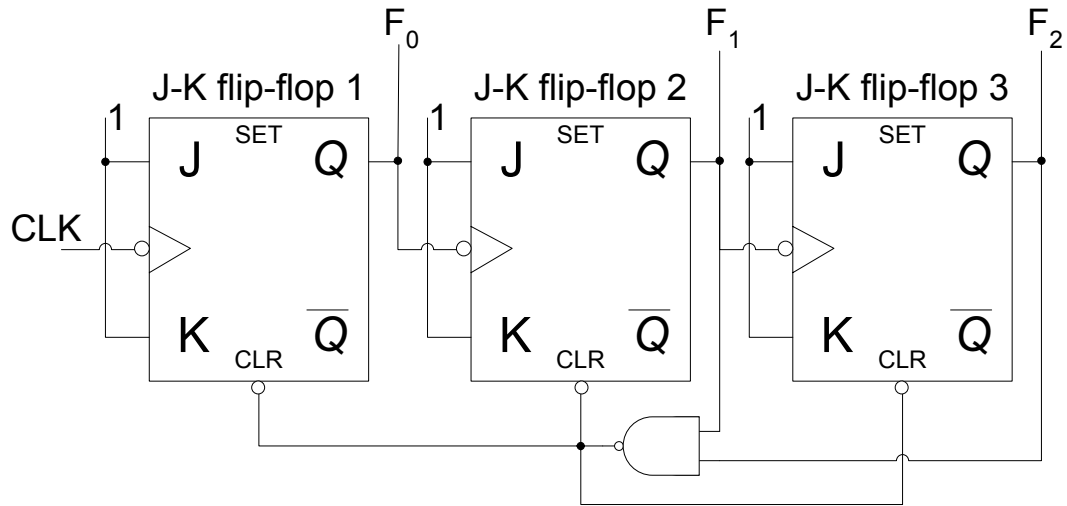 F0 F1 F2
J-K flip-flop 1 J-K flip-flop 2 J-K flip-flop 3
1 1 1
SET SET SET
J Q J Q J Q
CLK
K Q K Q K Q
CLR CLR CLR